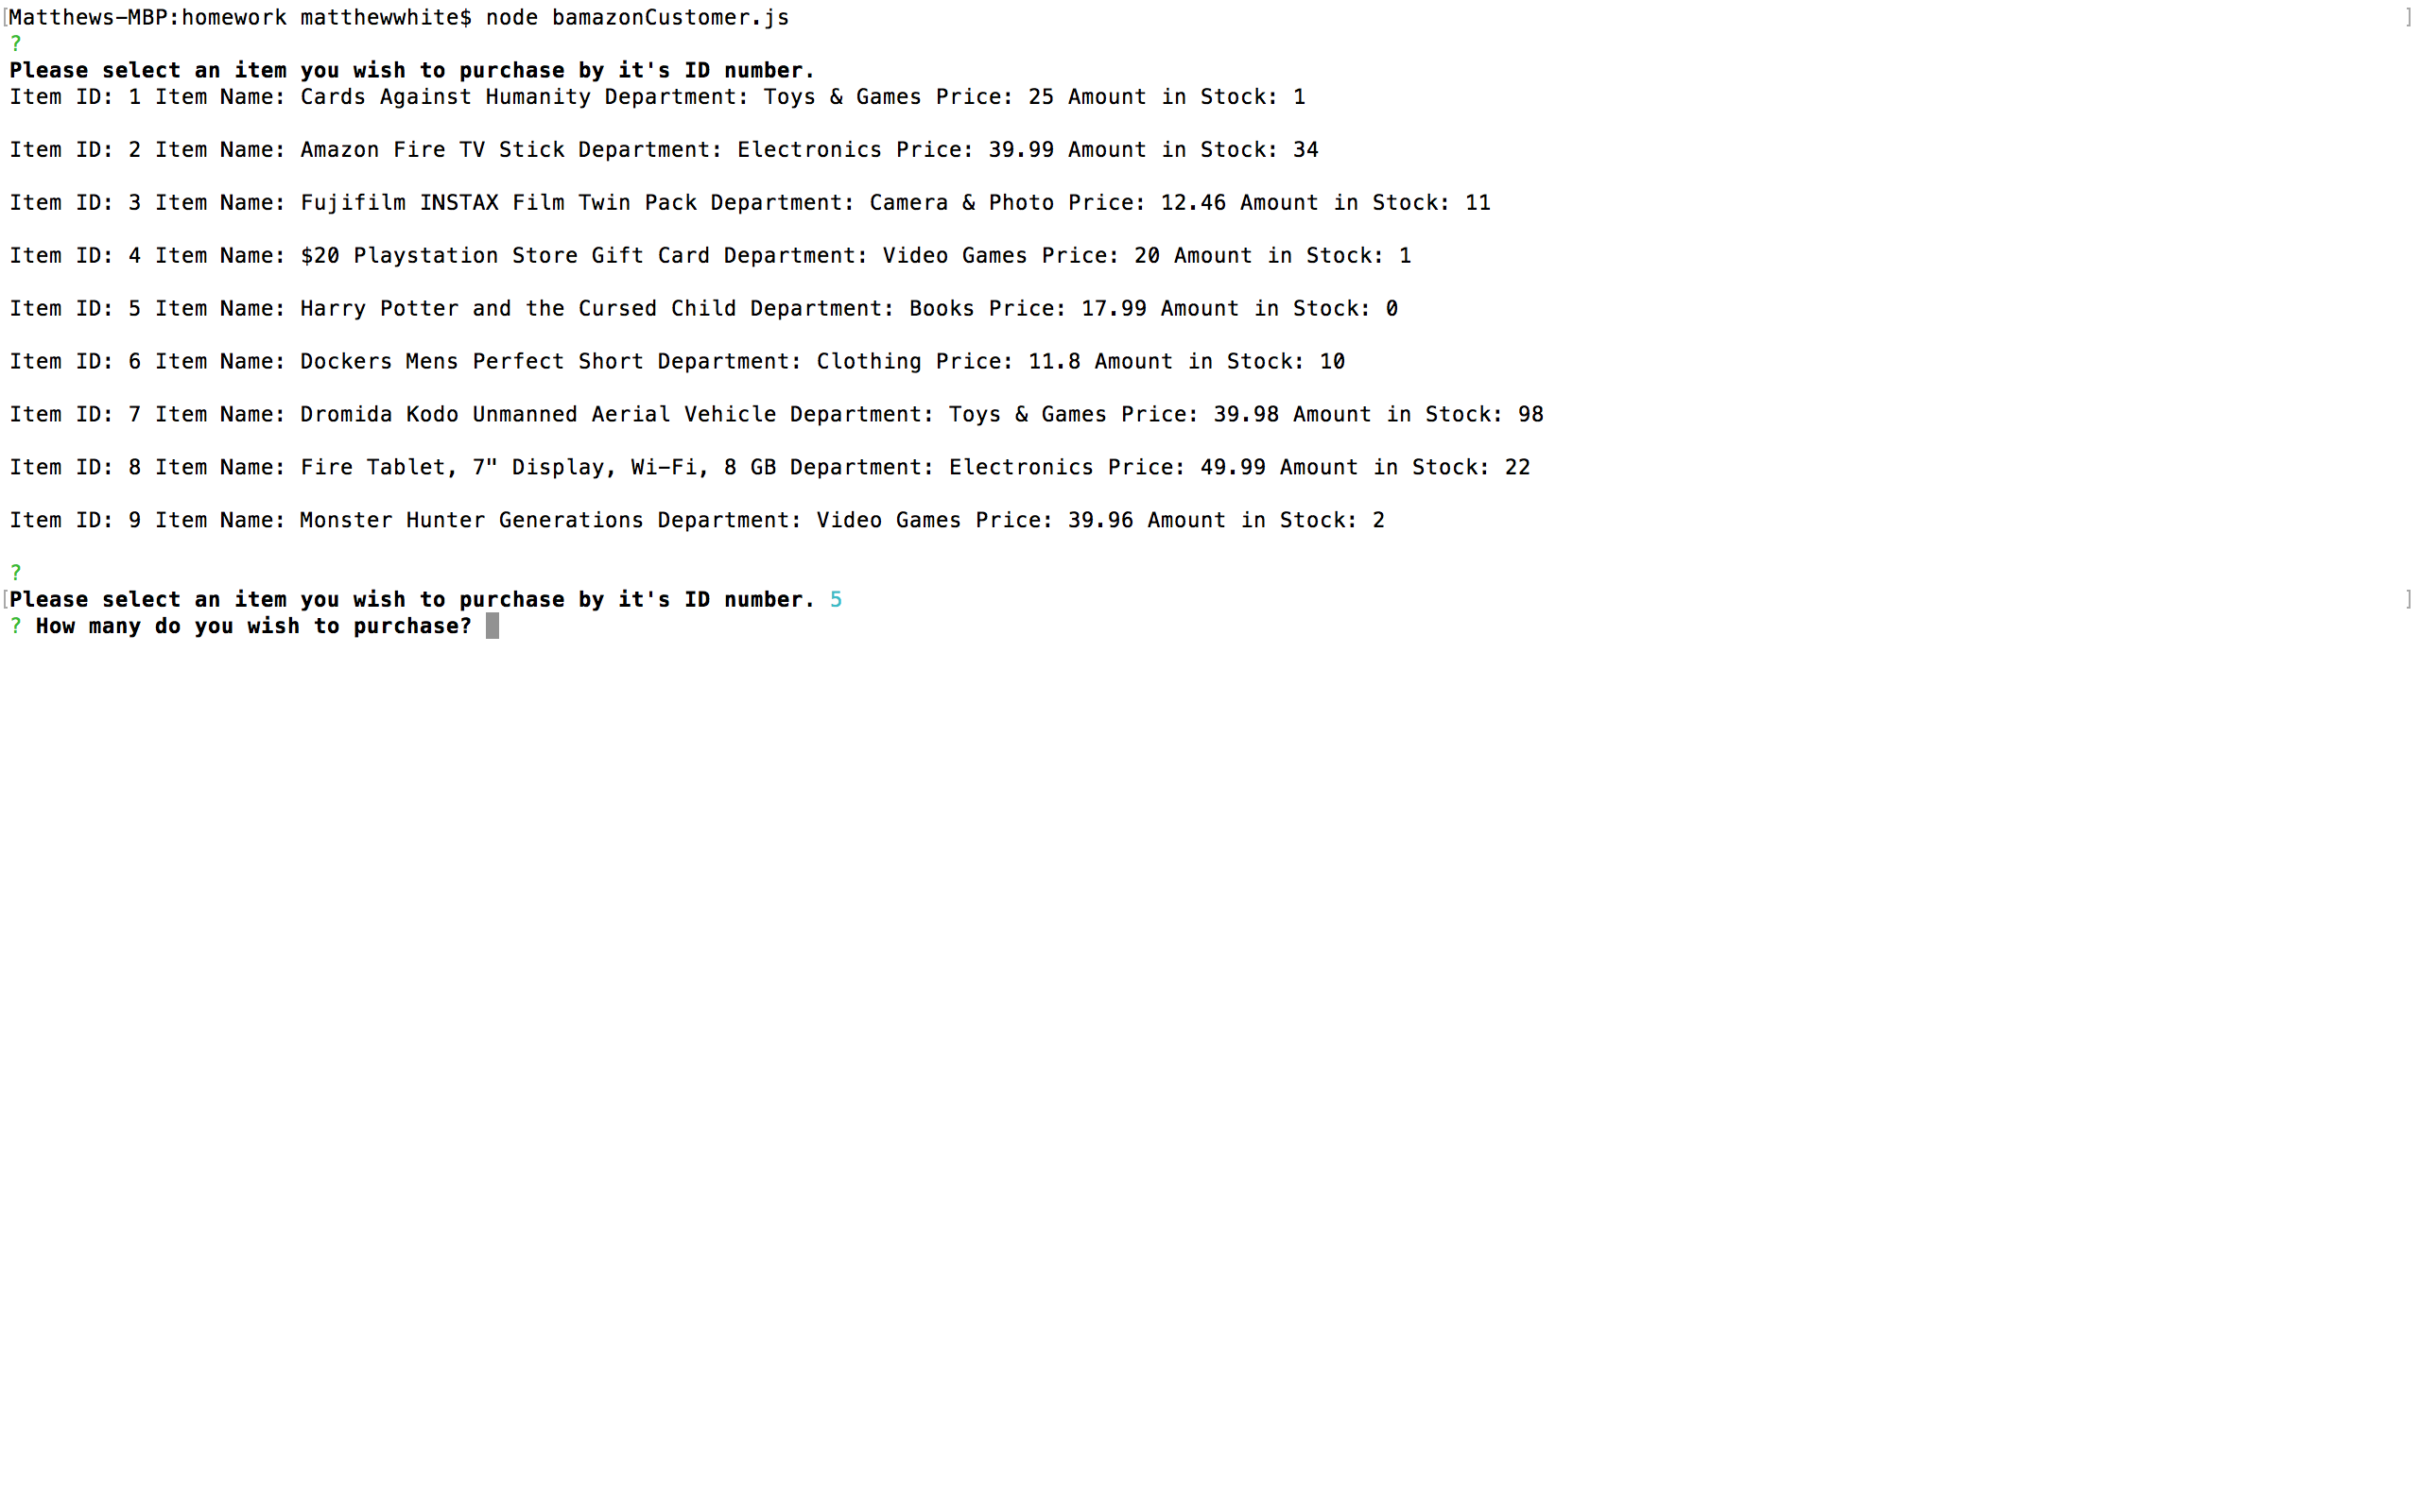 [Matthews-MBP:homework matthewwhite$ node bamazonCustomer.js ]
?
Please select an item you wish to purchase by it's ID number.
Item ID: 1 Item Name: Cards Against Humanity Department: Toys & Games Price: 25 Amount in Stock: 1
Item ID: 2 Item Name: Amazon Fire TV Stick Department: Electronics Price: 39.99 Amount in Stock: 34
Item ID: 3 Item Name: Fujifilm INSTAX Film Twin Pack Department: Camera & Photo Price: 12.46 Amount in Stock: 11
Item ID: 4 Item Name: $20 Playstation Store Gift Card Department: Video Games Price: 20 Amount in Stock: 1
Item ID: 5 Item Name: Harry Potter and the Cursed Child Department: Books Price: 17.99 Amount in Stock: 0
Item ID: 6 Item Name: Dockers Mens Perfect Short Department: Clothing Price: 11.8 Amount in Stock: 10
Item ID: 7 Item Name: Dromida Kodo Unmanned Aerial Vehicle Department: Toys & Games Price: 39.98 Amount in Stock: 98
Item ID: 8 Item Name: Fire Tablet, 7" Display, Wi-Fi, 8 GB Department: Electronics Price: 49.99 Amount in Stock: 22
Item ID: 9 Item Name: Monster Hunter Generations Department: Video Games Price: 39.96 Amount in Stock: 2
?
[Please select an item you wish to purchase by it's ID number. 5 ]
? How many do you wish to purchase?